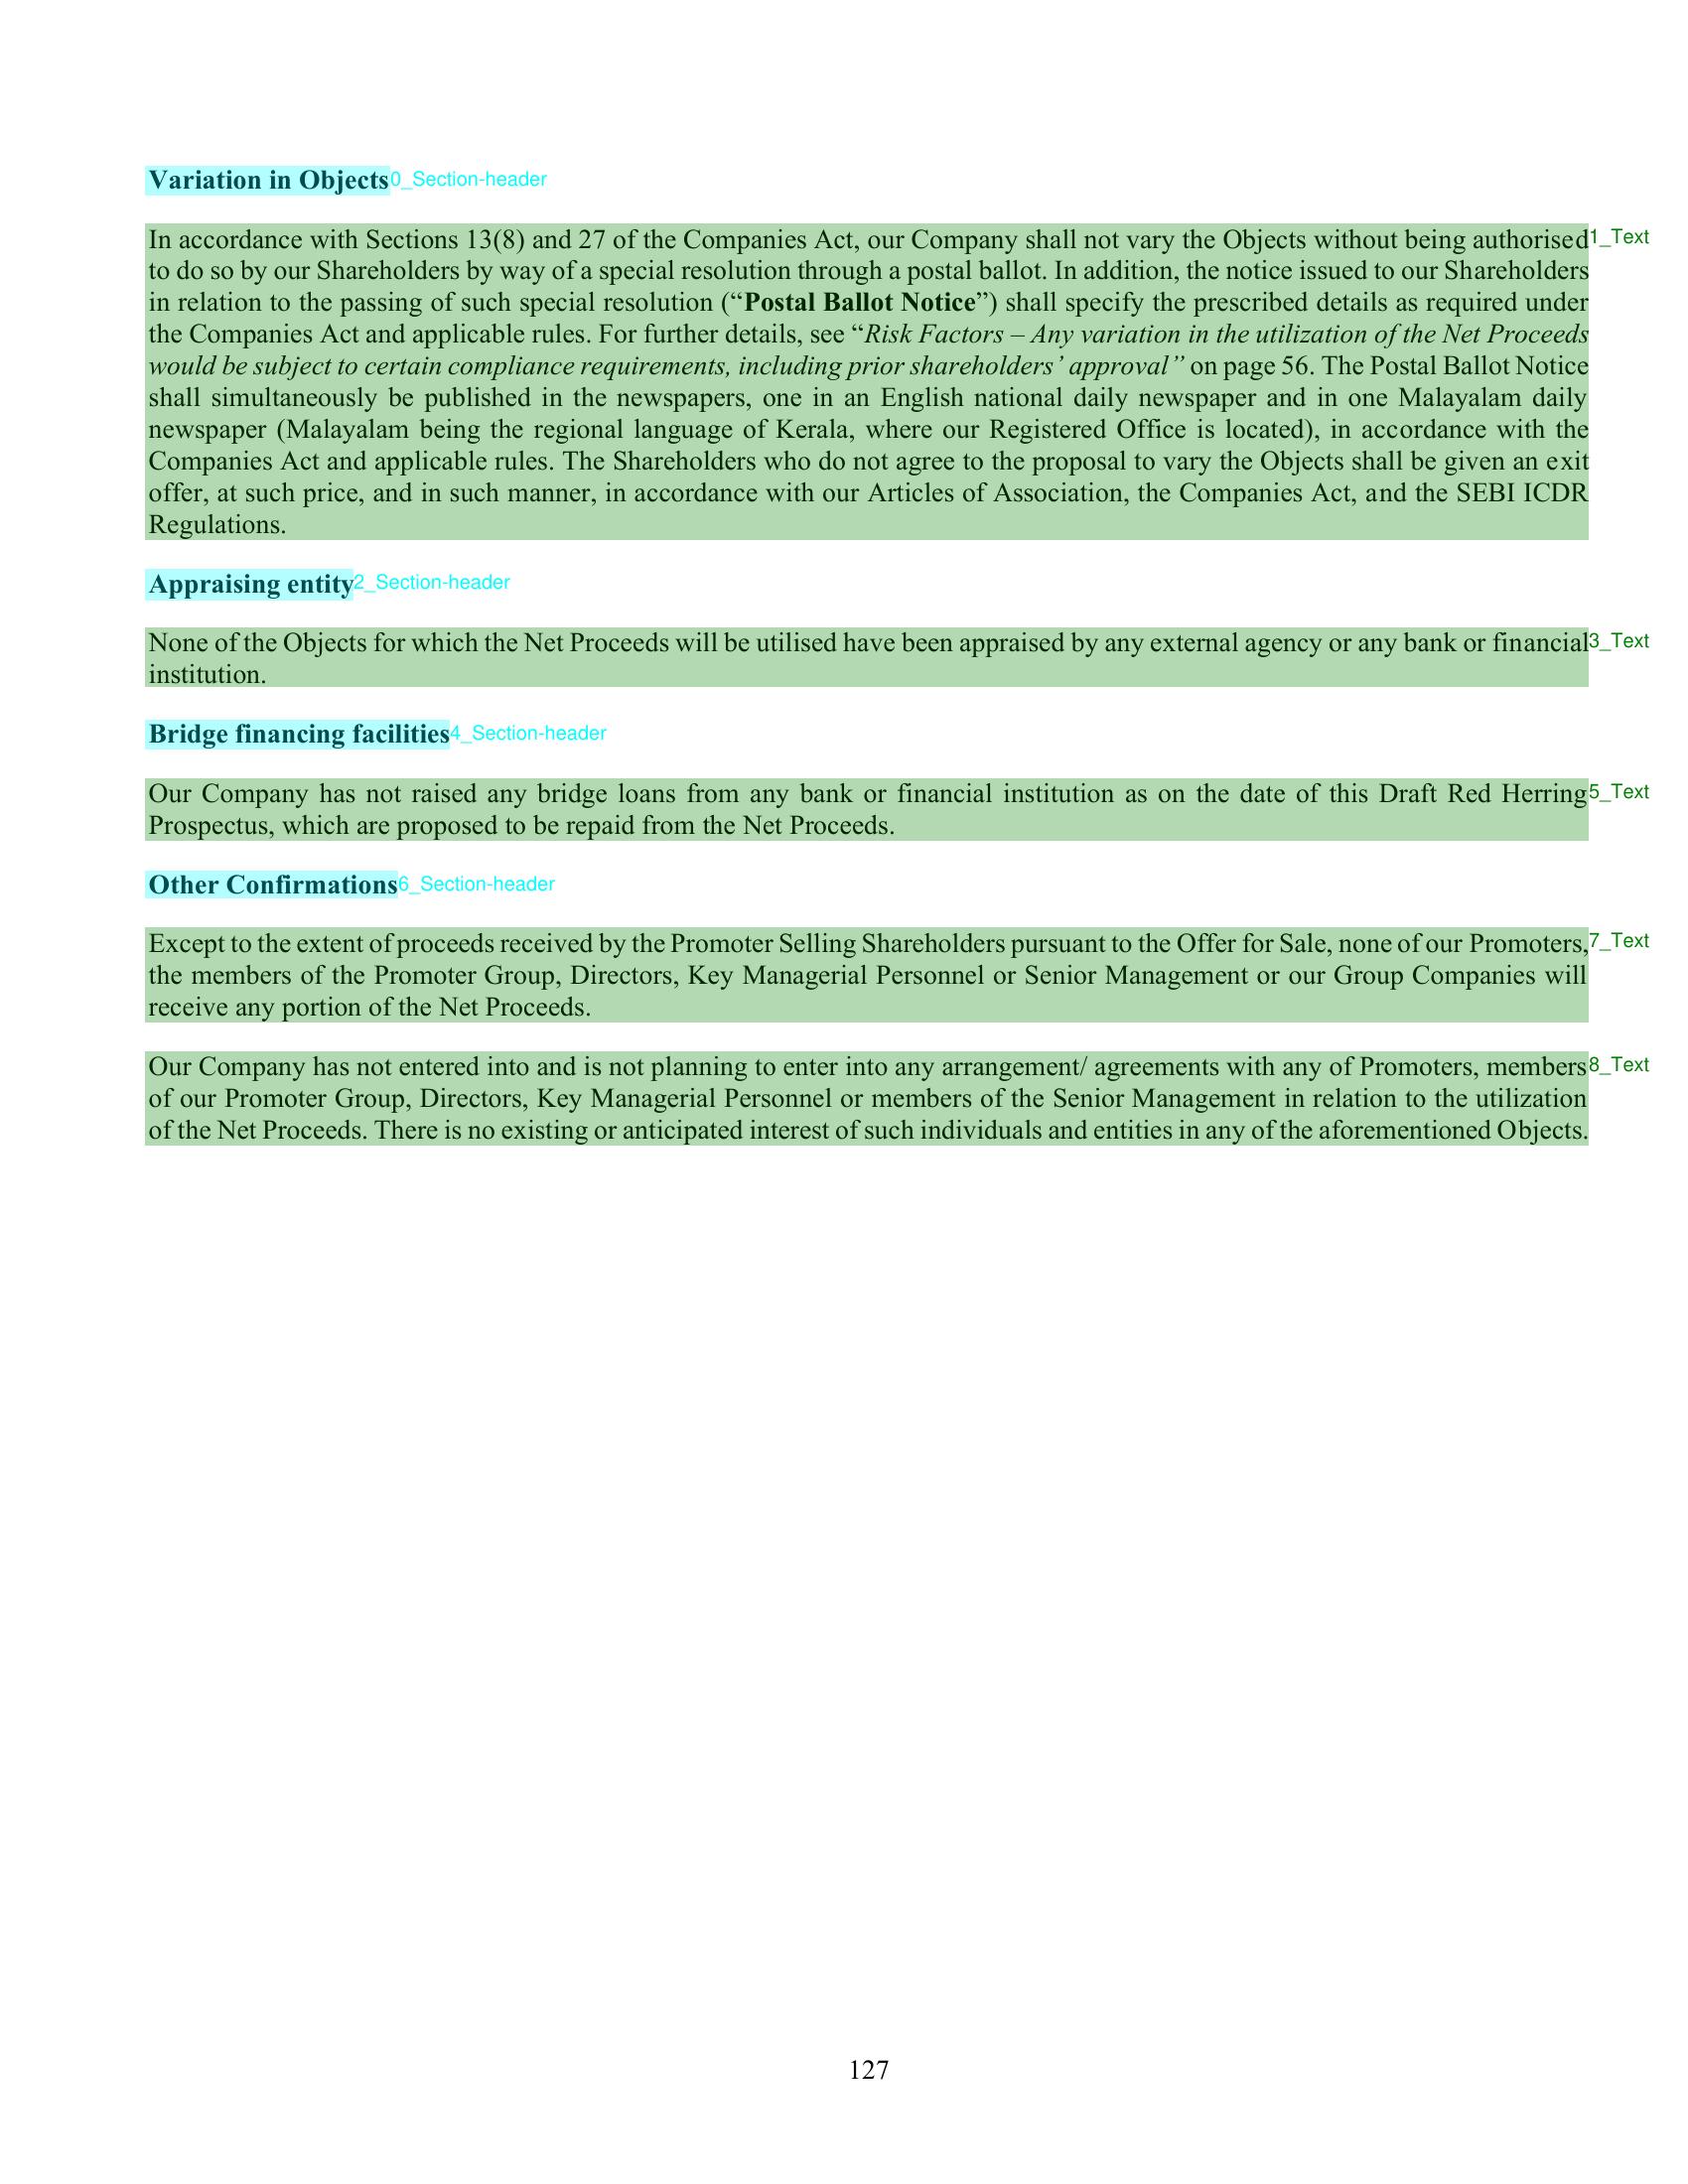 Variation in Objects0_Section-header
In accordance with Sections 13(8) and 27 of the Companies Act, our Company shall not vary the Objects without being authorised1_Text
to do so by our Shareholders by way of a special resolution through a postal ballot. In addition, the notice issued to our Shareholders
in relation to the passing of such special resolution (“Postal Ballot Notice”) shall specify the prescribed details as required under
the Companies Act and applicable rules. For further details, see “Risk Factors – Any variation in the utilization of the Net Proceeds
would be subject to certain compliance requirements, including prior shareholders’ approval” on page 56. The Postal Ballot Notice
shall simultaneously be published in the newspapers, one in an English national daily newspaper and in one Malayalam daily
newspaper (Malayalam being the regional language of Kerala, where our Registered Office is located), in accordance with the
Companies Act and applicable rules. The Shareholders who do not agree to the proposal to vary the Objects shall be given an exit
offer, at such price, and in such manner, in accordance with our Articles of Association, the Companies Act, and the SEBI ICDR
Regulations.
Appraising entity2_Section-header
None of the Objects for which the Net Proceeds will be utilised have been appraised by any external agency or any bank or financial3_Text
institution.
Bridge financing facilities4_Section-header
Our Company has not raised any bridge loans from any bank or financial institution as on the date of this Draft Red Herring5_Text
Prospectus, which are proposed to be repaid from the Net Proceeds.
Other Confirmations6_Section-header
Except to the extent of proceeds received by the Promoter Selling Shareholders pursuant to the Offer for Sale, none of our Promoters,7_Text
the members of the Promoter Group, Directors, Key Managerial Personnel or Senior Management or our Group Companies will
receive any portion of the Net Proceeds.
Our Company has not entered into and is not planning to enter into any arrangement/ agreements with any of Promoters, members8_Text
of our Promoter Group, Directors, Key Managerial Personnel or members of the Senior Management in relation to the utilization
of the Net Proceeds. There is no existing or anticipated interest of such individuals and entities in any of the aforementioned Objects.
127